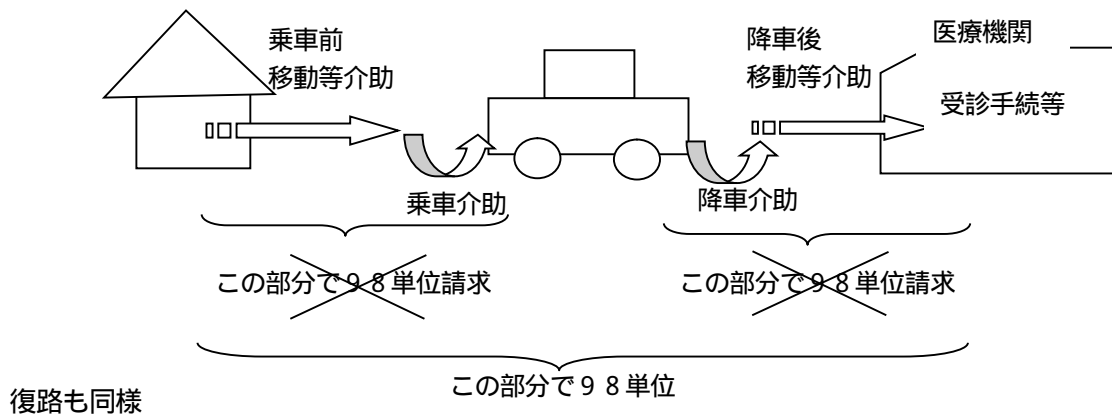 乗車前
移動等介助
降車後
移動等介助
医療機関
受診手続等
乗車介助
降車介助
この部分で９８単位請求
この部分で９８単位請求
この部分で９８単位
復路も同様